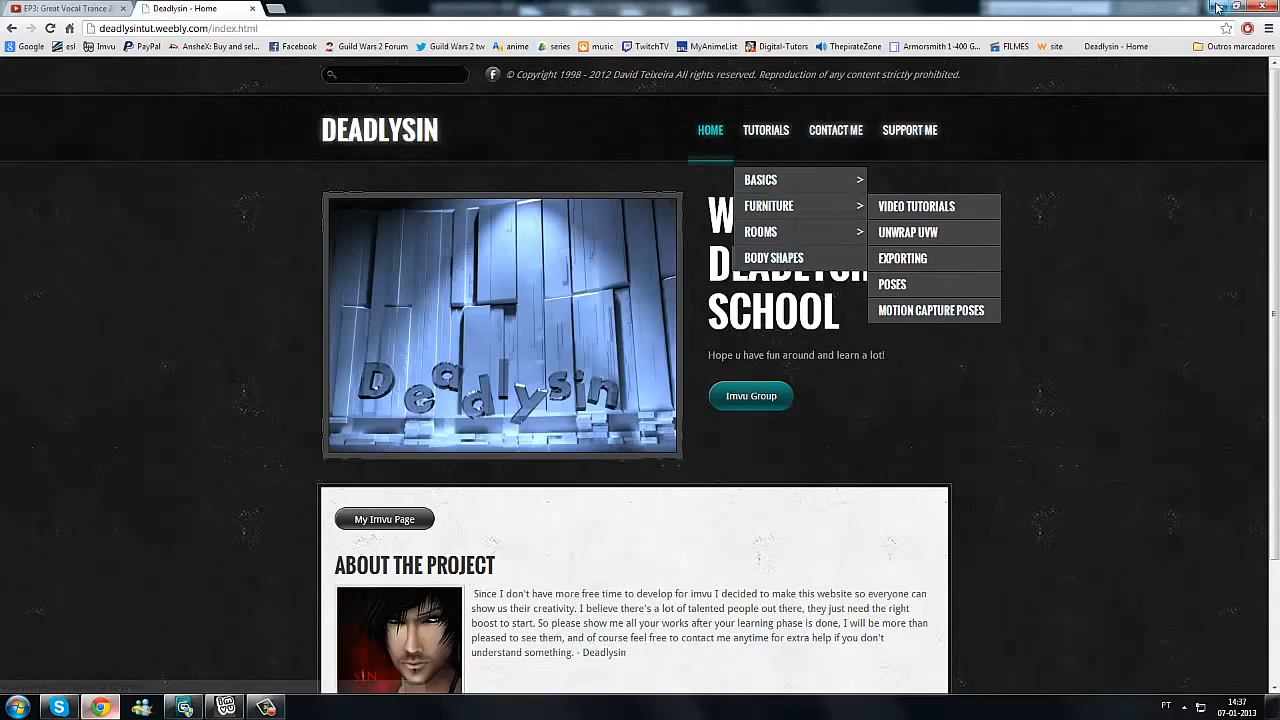 EP3: Great Vocal Trance 20
Deadlysin - Home
deadlysintut.weebly.com/index.html
Google
esl
Imvu
PayPal
AnsheX: Buy and sel...
Facebook
Guild Wars 2 Forum
Guild Wars 2 tw
anime
series
music
TwitchTV
MyAnimeList
Digital-Tutors
ThepirateZone
Armorsmith 1-400 G...
FILMES
site
Deadlysin - Home
Outros marcadores
© Copyright 1998 - 2012 David Teixeira All rights reserved. Reproduction of any content strictly prohibited.
DEADLYSIN
HOME
TUTORIALS
CONTACT ME
SUPPORT ME
BASICS >
FURNITURE >
ROOMS >
BODY SHAPES
VIDEO TUTORIALS
UNWRAP UVW
EXPORTING
POSES
MOTION CAPTURE POSES
SCHOOL
Deadlysin
Hope u have fun around and learn a lot!
Imvu Group
My Imvu Page
ABOUT THE PROJECT
Since I don't have more free time to develop for imvu I decided to make this website so everyone can
show us their creativity. I believe there's a lot of talented people out there, they just need the right
boost to start. So please show me all your works after your learning phase is done, I will be more than
pleased to see them, and of course feel free to contact me anytime for extra help if you don't
understand something. - Deadlysin
SIN
PT
14:37
07-01-2013